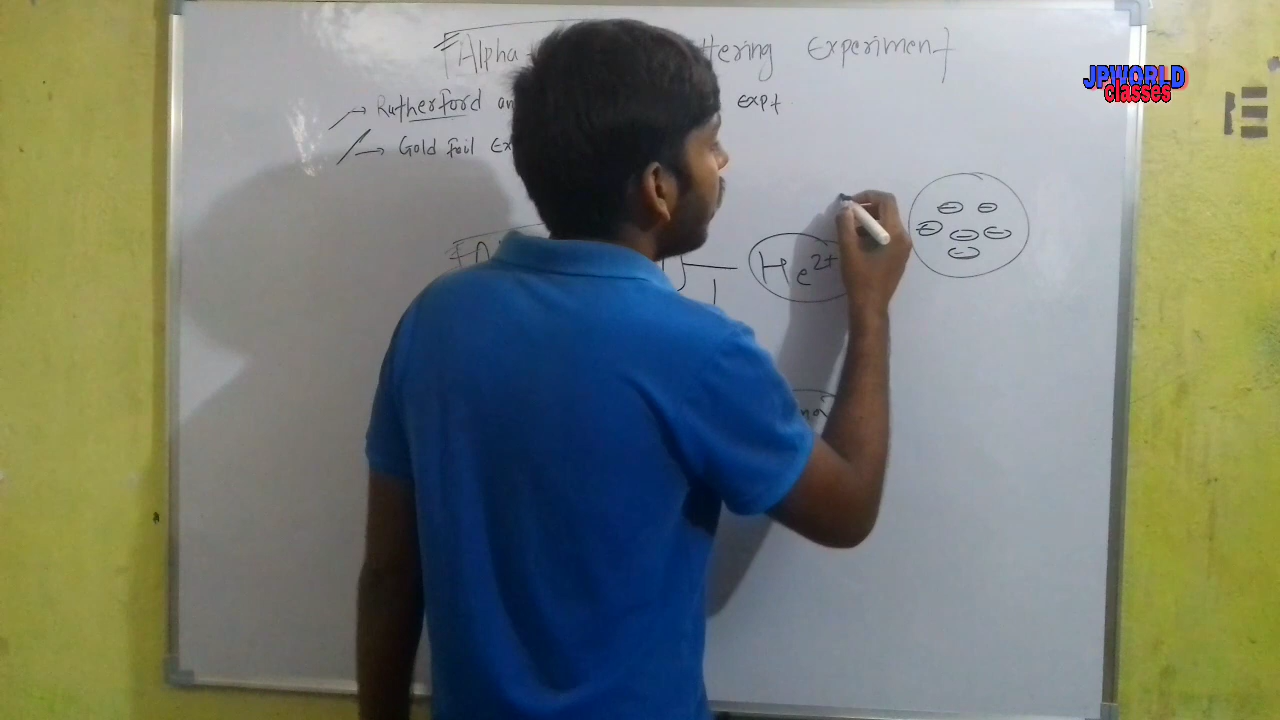 Alpha ttering Experiment
JPWORLD
classes
→ Rutherford an Expt
→ Gold Foil Ex
He²⁺